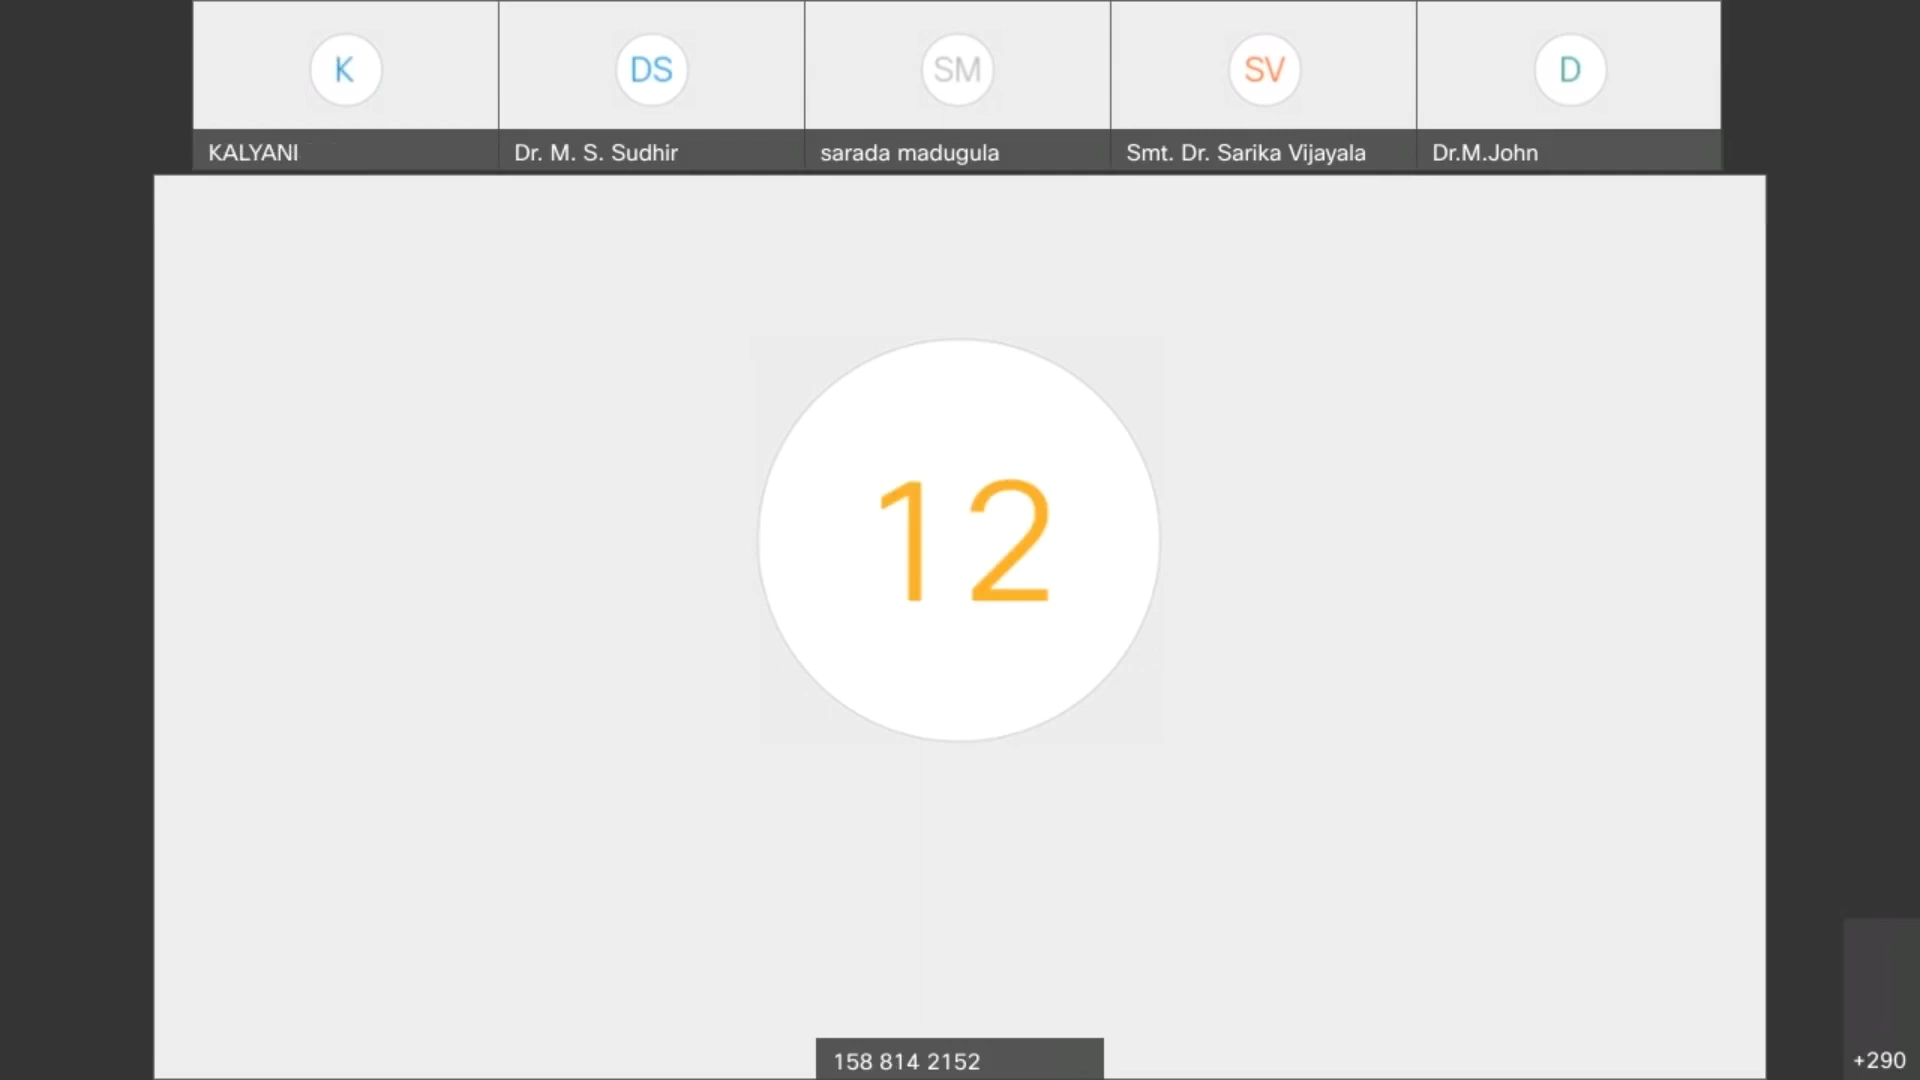 K
DS
SM
SV
D
KALYANI
Dr. M. S. Sudhir
sarada madugula
Smt. Dr. Sarika Vijayala
Dr.M.John
12
158 814 2152
+290